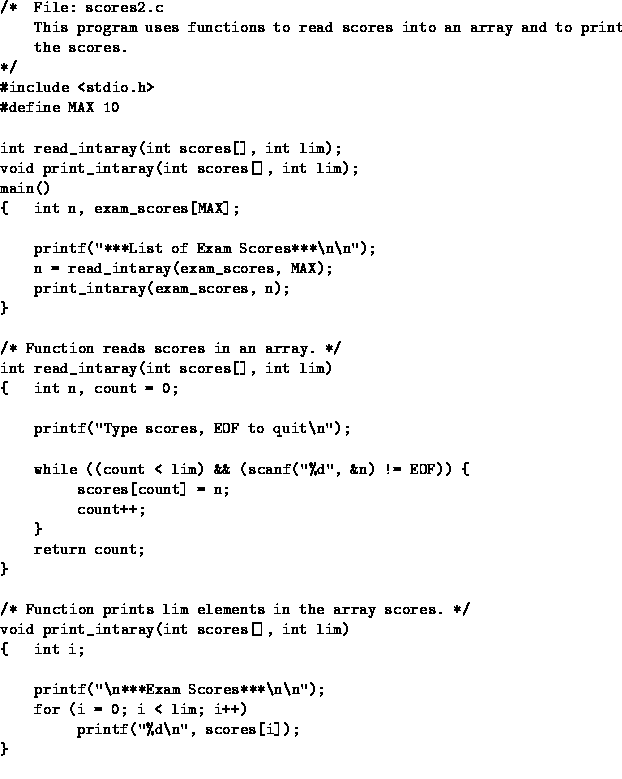 /*  File: scores2.c
    This program uses functions to read scores into an array and to print
    the scores.
*/
#include <stdio.h>
#define MAX 10

int read_intaray(int scores[], int lim);
void print_intaray(int scores[], int lim);
main()
{   int n, exam_scores[MAX];

    printf("***List of Exam Scores***\n\n");
    n = read_intaray(exam_scores, MAX);
    print_intaray(exam_scores, n);
}

/* Function reads scores in an array. */
int read_intaray(int scores[], int lim)
{   int n, count = 0;

    printf("Type scores, EOF to quit\n");

    while ((count < lim) && (scanf("%d", &n) != EOF)) {
         scores[count] = n;
         count++;
    }
    return count;
}

/* Function prints lim elements in the array scores. */
void print_intaray(int scores[], int lim)
{   int i;

    printf("\n***Exam Scores***\n\n");
    for (i = 0; i < lim; i++)
         printf("%d\n", scores[i]);
}